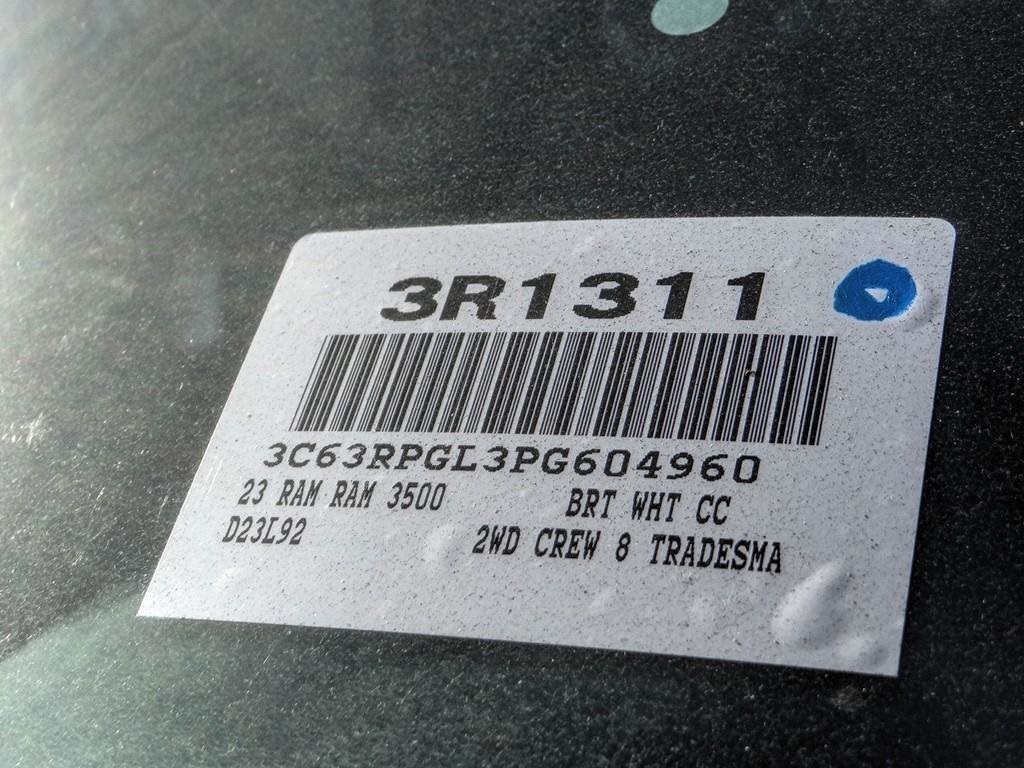 3R1311
3C63RPGL3PG604960
23 RAM RAM 3500 BRT WHT CC
D23L92 2WD CREW 8 TRADESMA